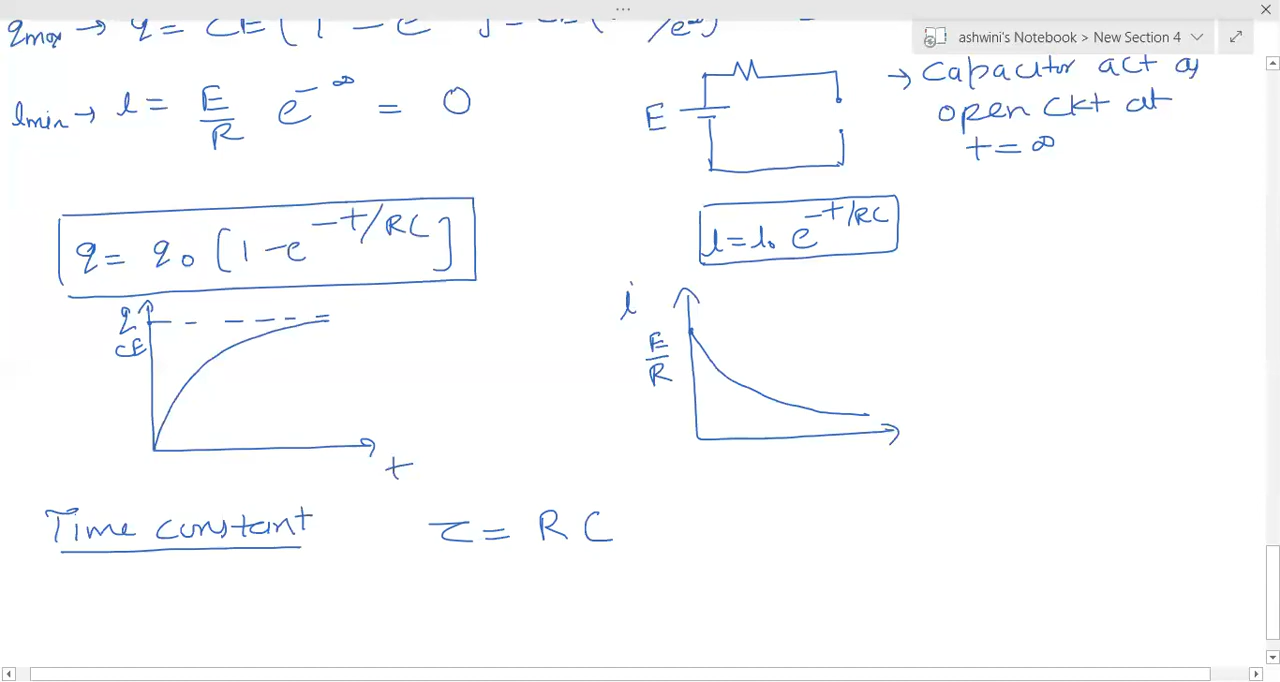 ashwini's Notebook > New Section 4
qmax → q = CE(1 - e
imin → i = E/R e^-∞ = 0
E
→ Capacitor act as
open ckt at
t = ∞
q = q₀ [1 - e^-t/RC]
i = i₀ e^-t/RC
q
CE
t
i
E/R
Time constant
τ = RC